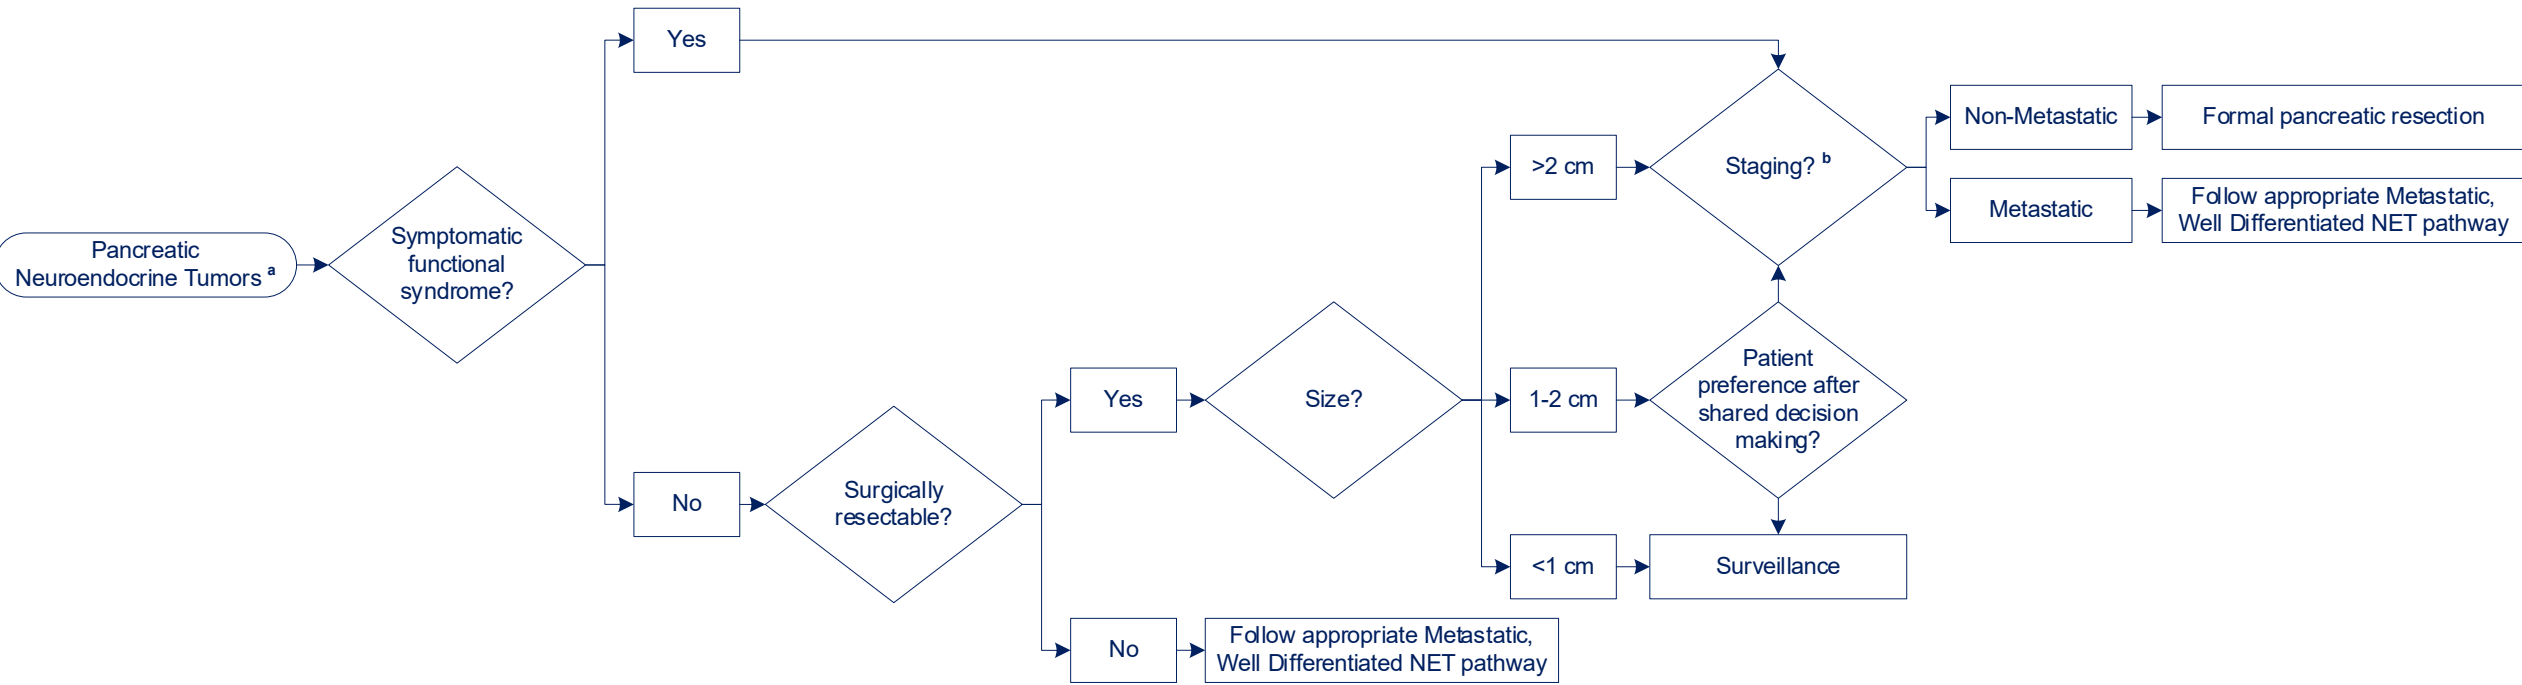 Pancreatic
Neuroendocrine Tumors a
Symptomatic
functional
syndrome?
Yes
No
Surgically
resectable?
Yes
No
Follow appropriate Metastatic,
Well Differentiated NET pathway
Size?
>2 cm
1-2 cm
<1 cm
Staging? b
Patient
preference after
shared decision
making?
Surveillance
Non-Metastatic
Formal pancreatic resection
Metastatic
Follow appropriate Metastatic,
Well Differentiated NET pathway